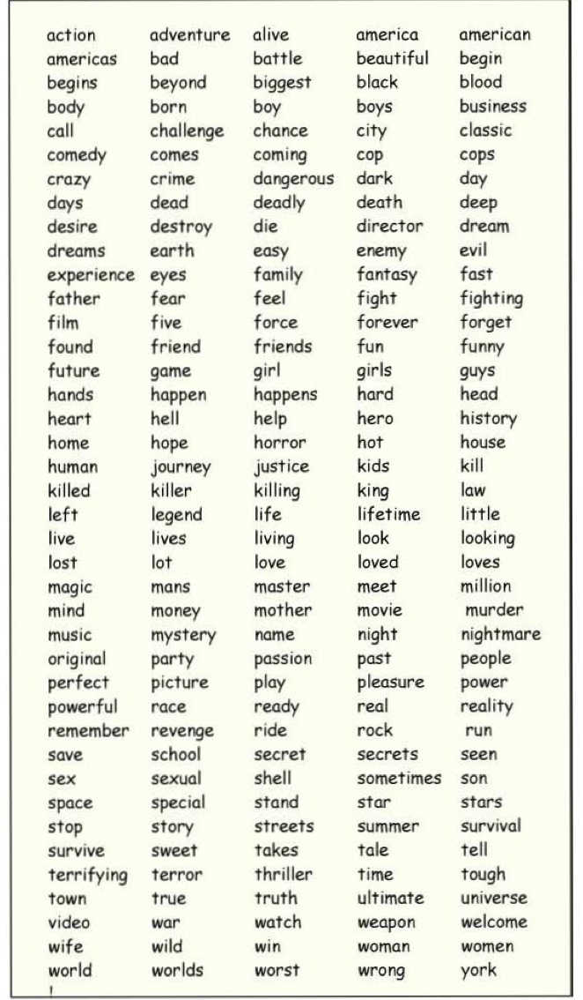 action adventure alive america american
americas bad battle beautiful begin
begins beyond biggest black blood
body born boy boys business
call challenge chance city classic
comedy comes coming cop cops
crazy crime dangerous dark day
days dead deadly death deep
desire destroy die director dream
dreams earth easy enemy evil
experience eyes family fantasy fast
father fear feel fight fighting
film five force forever forget
found friend friends fun funny
future game girl girls guys
hands happen happens hard head
heart hell help hero history
home hope horror hot house
human journey justice kids kill
killed killer killing king law
left legend life lifetime little
live lives living look looking
lost lot love loved loves
magic mans master meet million
mind money mother movie murder
music mystery name night nightmare
original party passion past people
perfect picture play pleasure power
powerful race ready real reality
remember revenge ride rock run
save school secret secrets seen
sex sexual shell sometimes son
space special stand star stars
stop story streets summer survival
survive sweet takes tale tell
terrifying terror thriller time tough
town true truth ultimate universe
video war watch weapon welcome
wife wild win woman women
world worlds worst wrong york